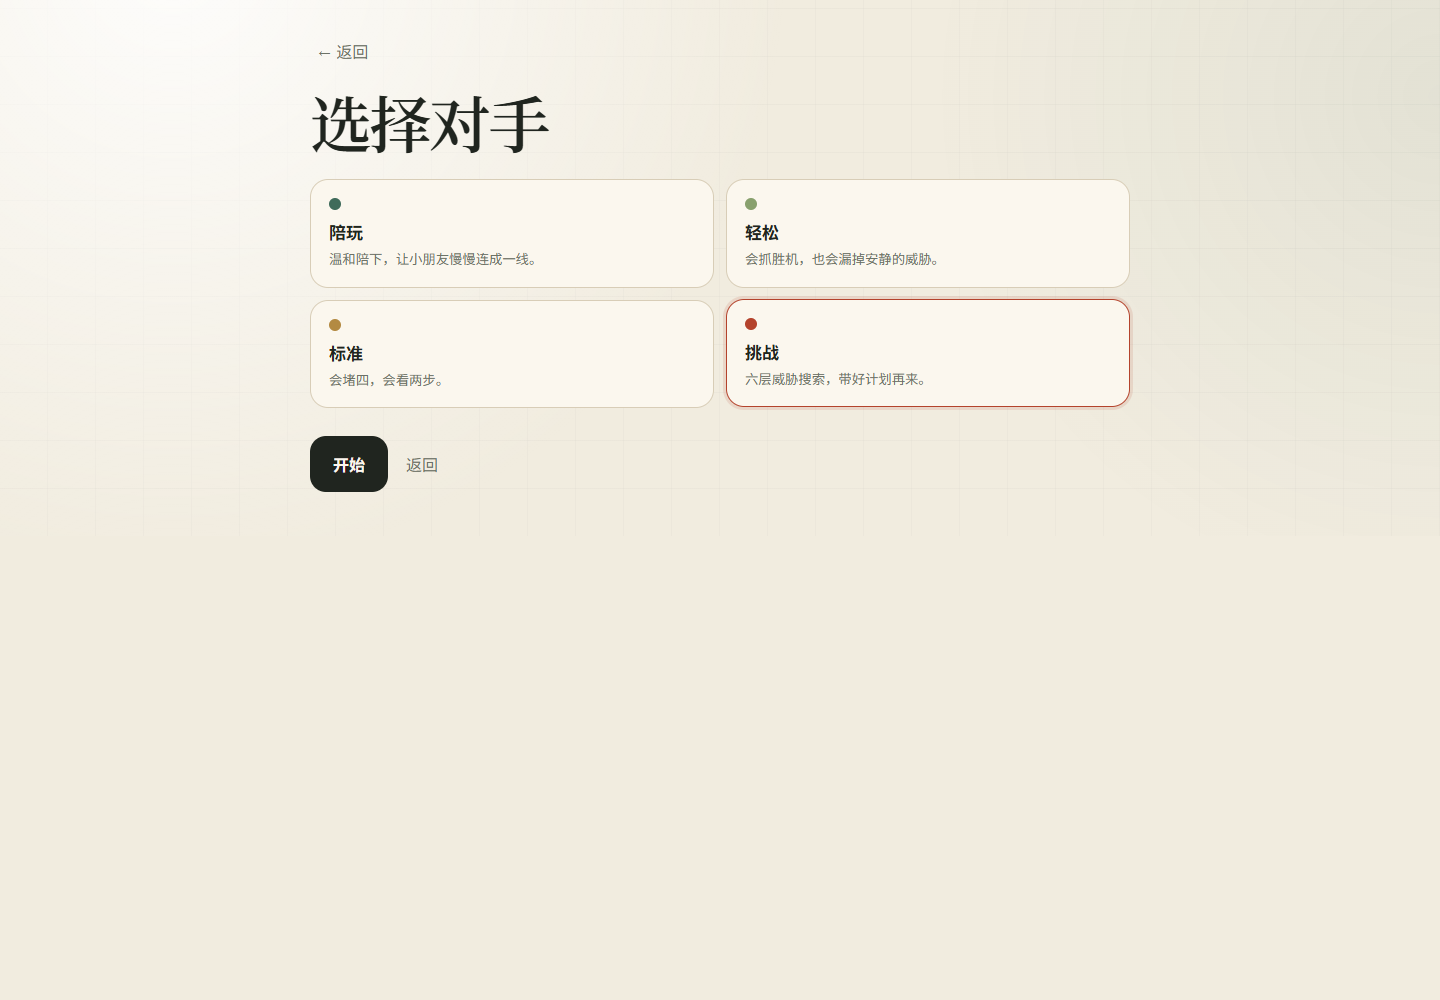 ← 返回
选择对手
陪玩
温和陪下，让小朋友慢慢连成一线。
轻松
会抓胜机，也会漏掉安静的威胁。
标准
会堵四，会看两步。
挑战
六层威胁搜索，带好计划再来。
开始
返回